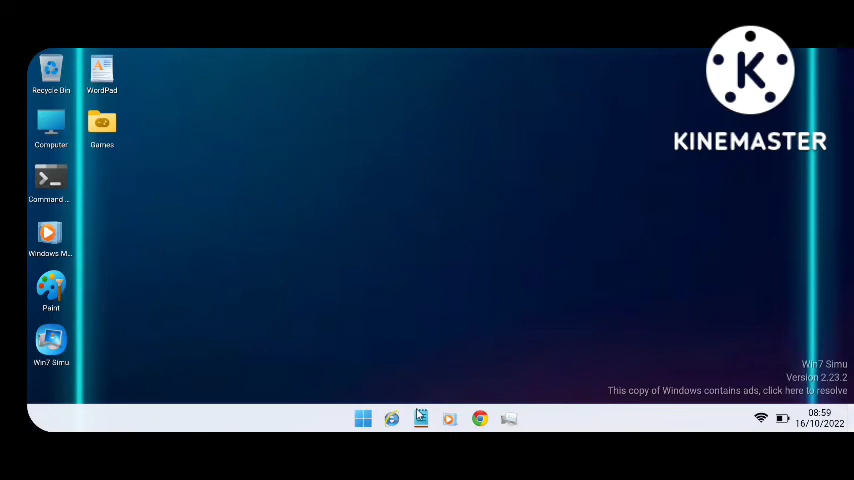 KINEMASTER
Recycle Bin
WordPad
Computer
Games
Command ...
Windows M...
Paint
Win7 Simu
Win7 Simu
Version 2.23.2
This copy of Windows contains ads, click here to resolve
08:59
16/10/2022